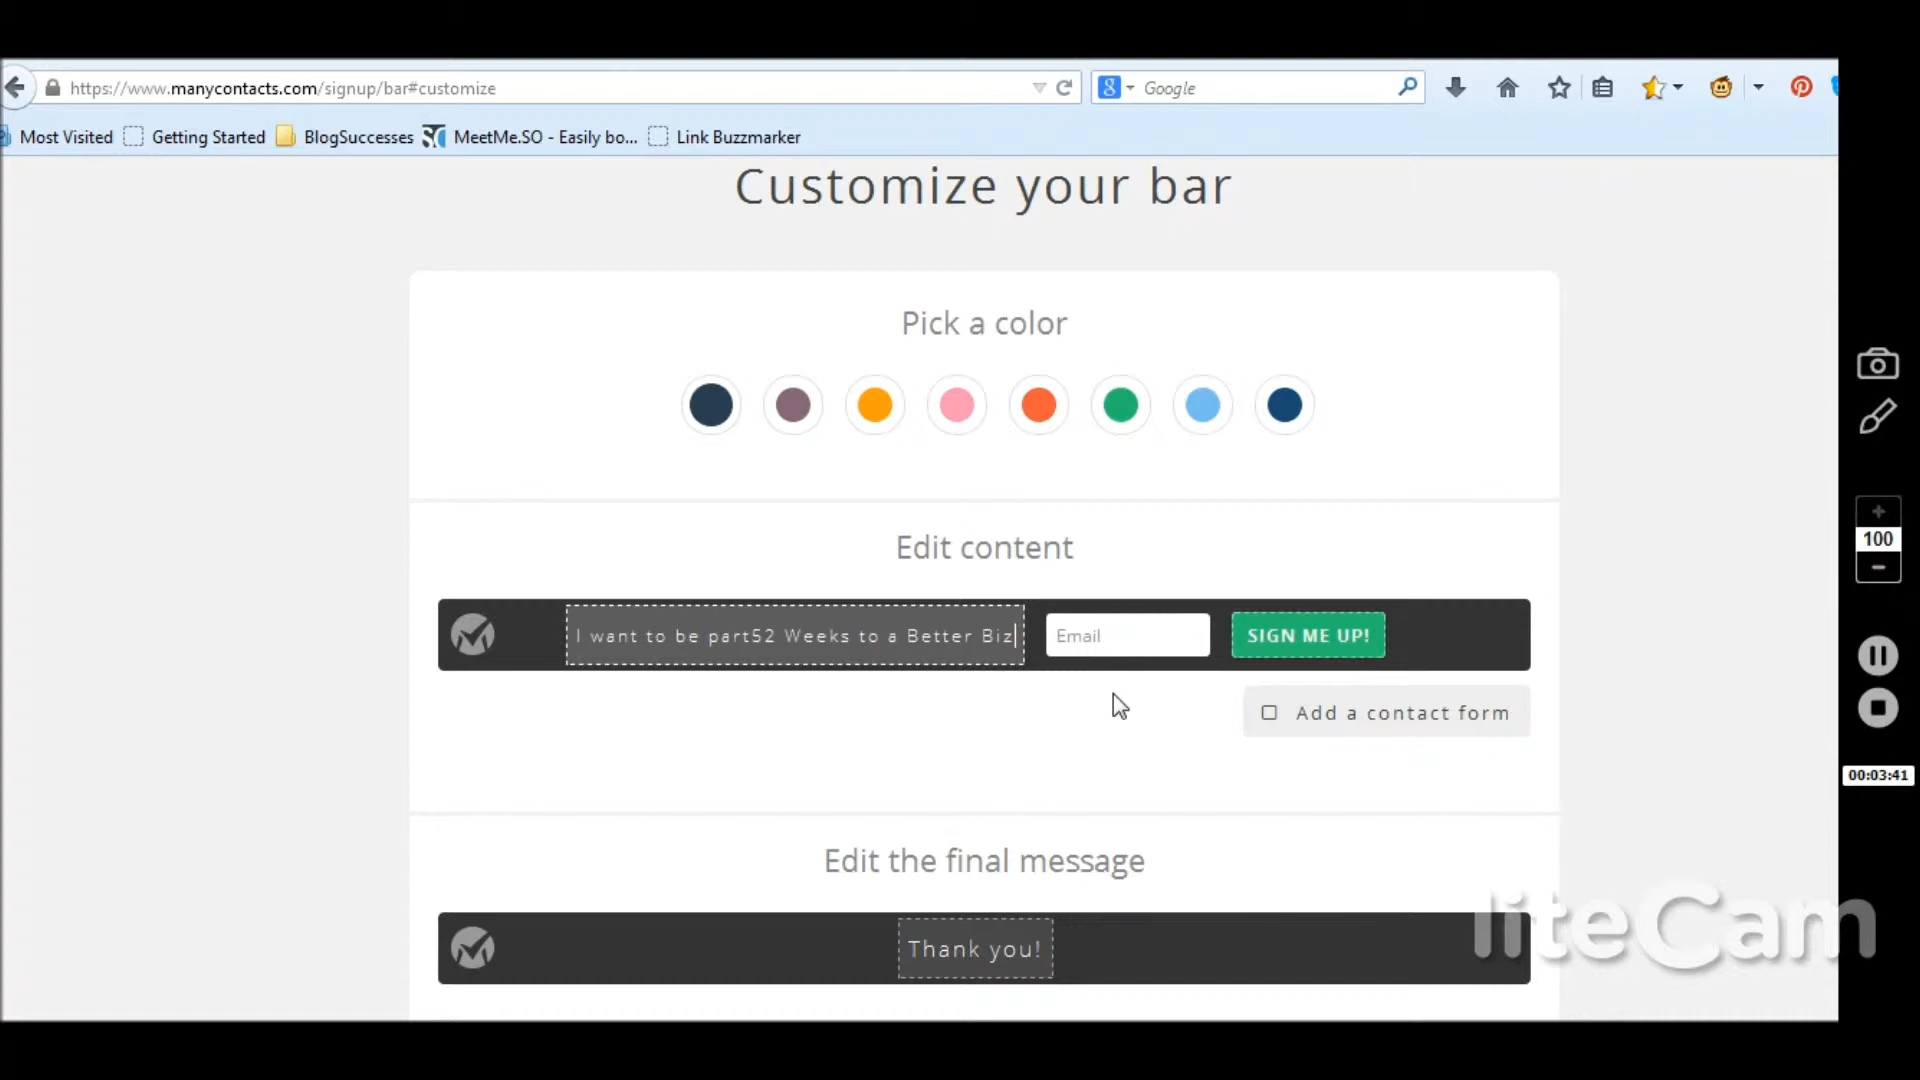 https://www.manycontacts.com/signup/bar#customize
Google
Most Visited Getting Started BlogSuccesses MeetMe.SO - Easily bo... Link Buzzmarker
Customize your bar
Pick a color
Edit content
I want to be part52 Weeks to a Better Biz
Email
SIGN ME UP!
Add a contact form
Edit the final message
Thank you!
100
00:03:41
liteCam